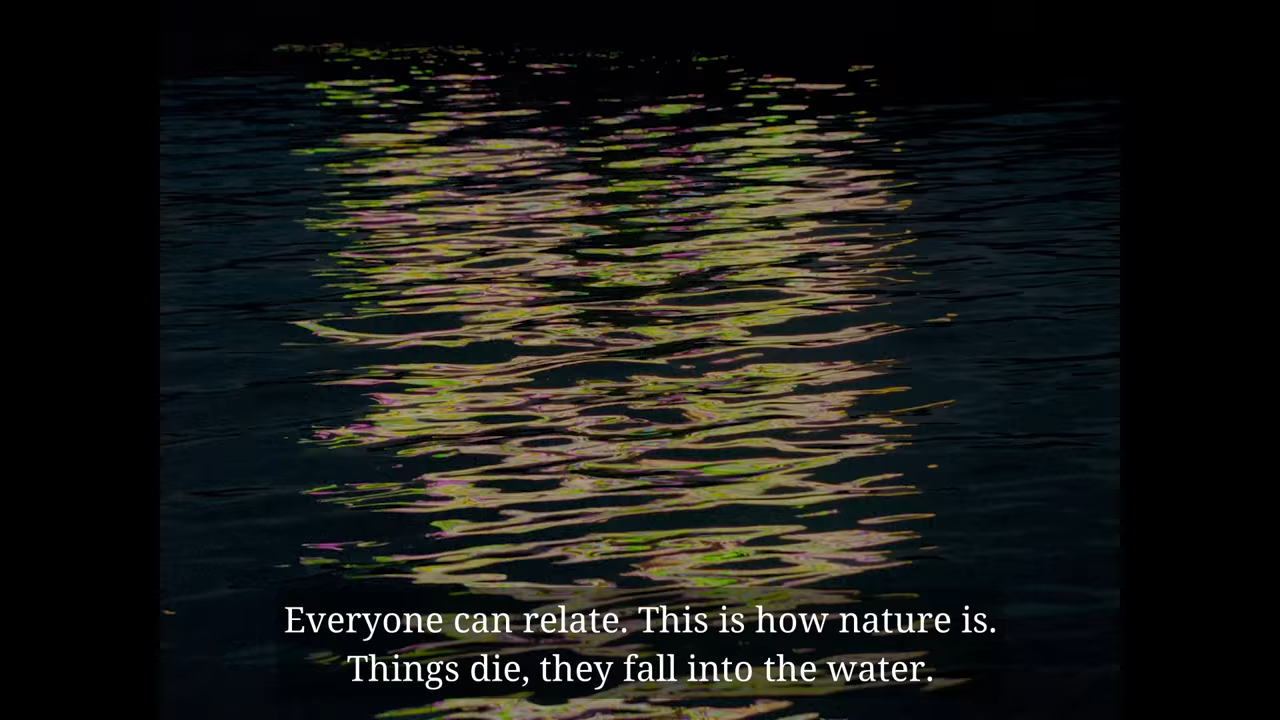 Everyone can relate. This is how nature is.
Things die, they fall into the water.